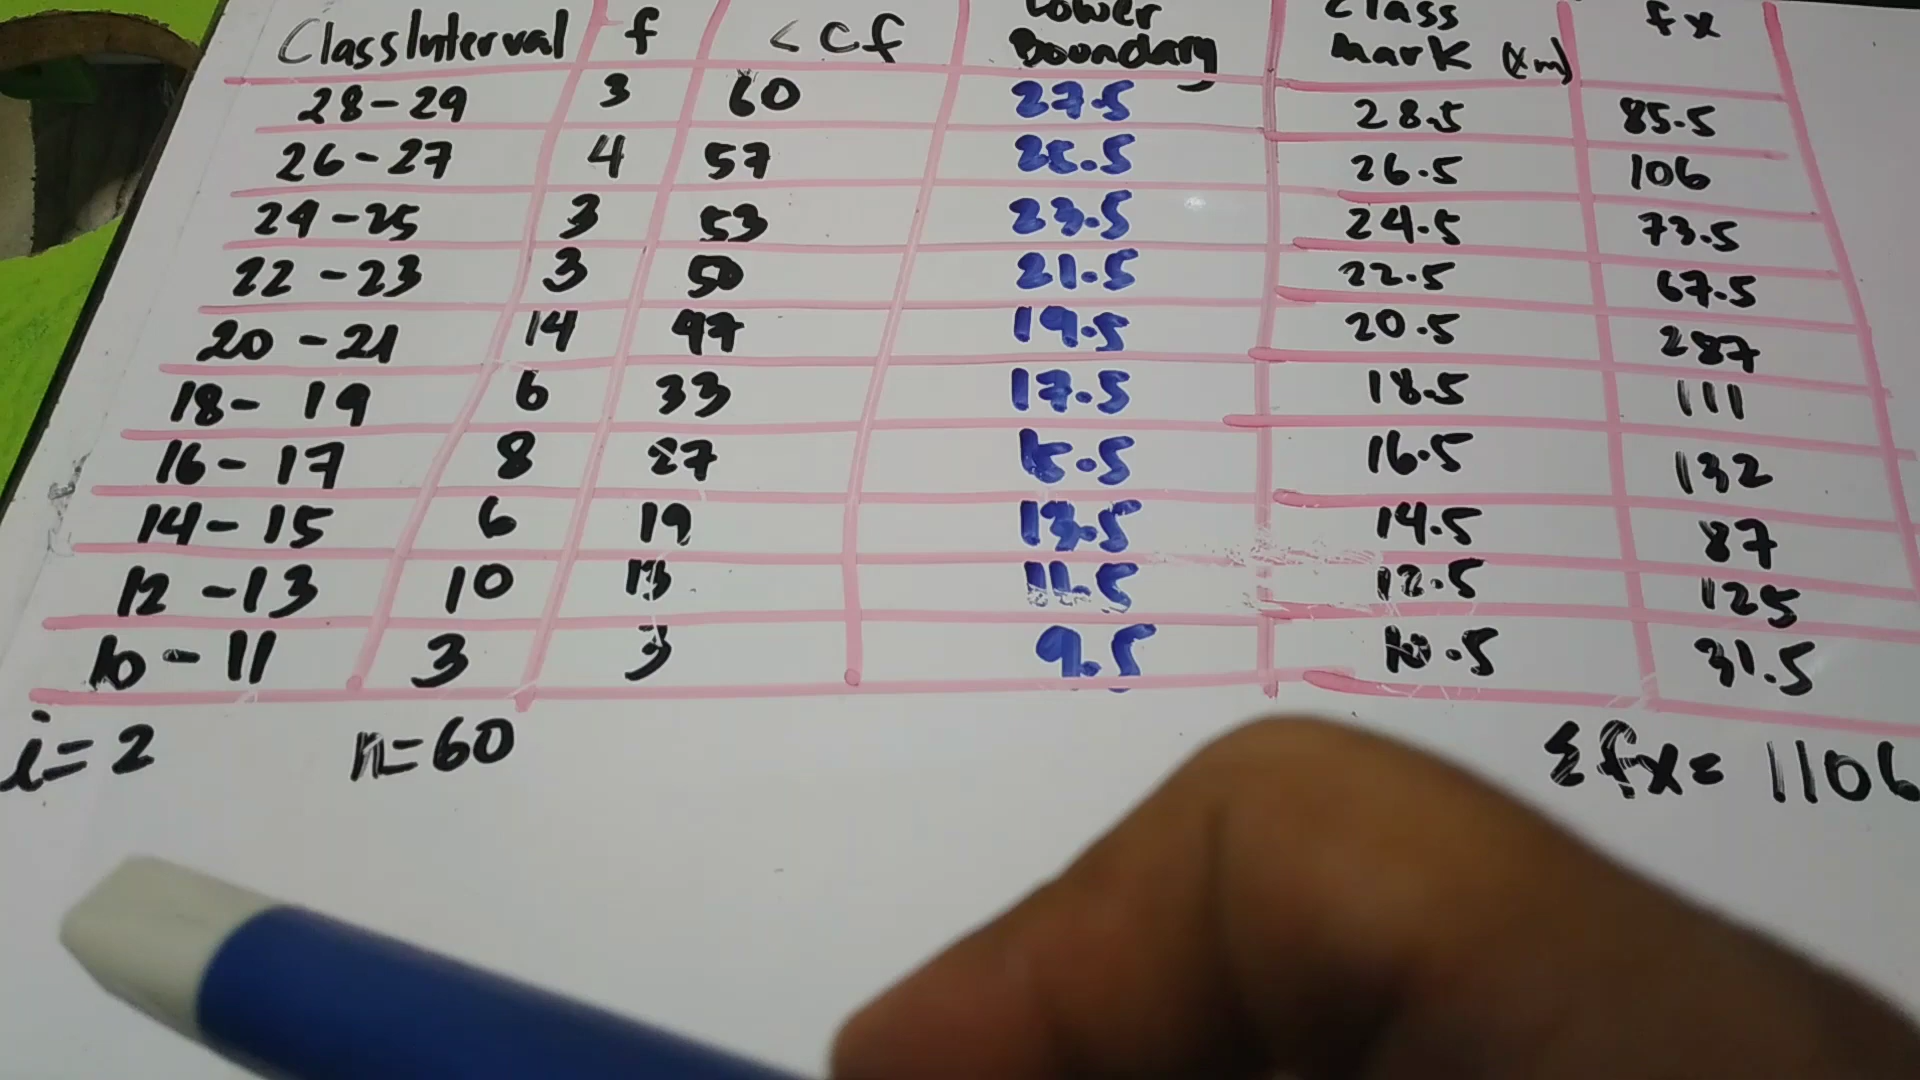 Class Interval f < cf Lower Boundary Class Mark (xm) fx
28-29 3 60 27.5 28.5 85.5
26-27 4 57 25.5 26.5 106
24-25 3 53 23.5 24.5 73.5
22-23 3 50 21.5 22.5 67.5
20-21 14 47 19.5 20.5 287
18-19 6 33 17.5 18.5 111
16-17 8 27 15.5 16.5 132
14-15 6 19 13.5 14.5 87
12-13 10 13 11.5 12.5 125
10-11 3 3 9.5 10.5 31.5
i=2 n=60 Σfx= 1106